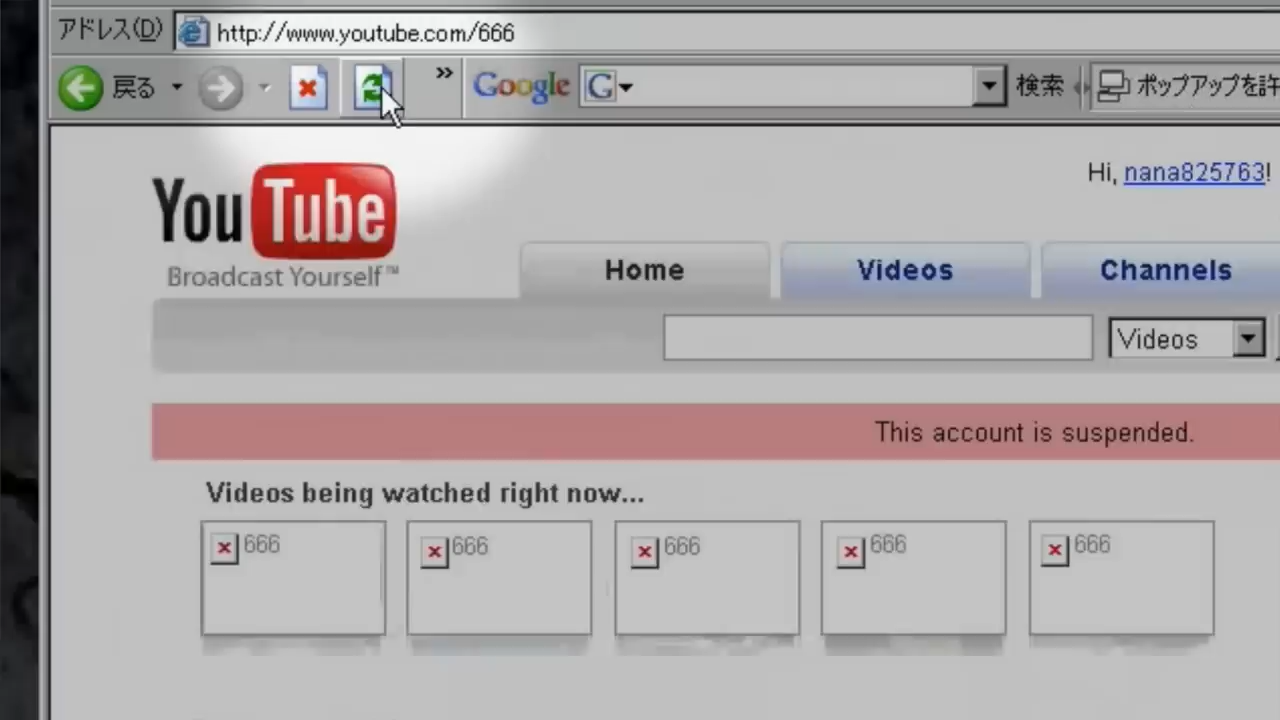 アドレス(D) http://www.youtube.com/666
戻る » Google G 検索 ポップアップを許
YouTube
Broadcast Yourself™
Hi, nana825763!
Home Videos Channels
Videos
This account is suspended.
Videos being watched right now...
666 666 666 666 666